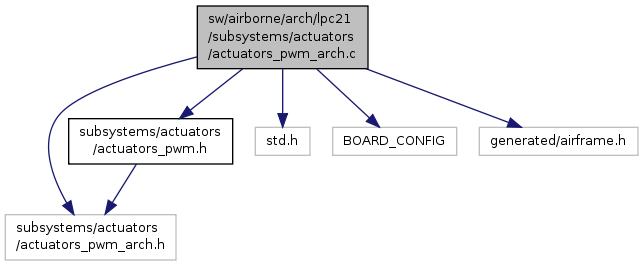 sw/airborne/arch/lpc21
/subsystems/actuators
/actuators_pwm_arch.c
subsystems/actuators
/actuators_pwm.h
std.h
BOARD_CONFIG
generated/airframe.h
subsystems/actuators
/actuators_pwm_arch.h